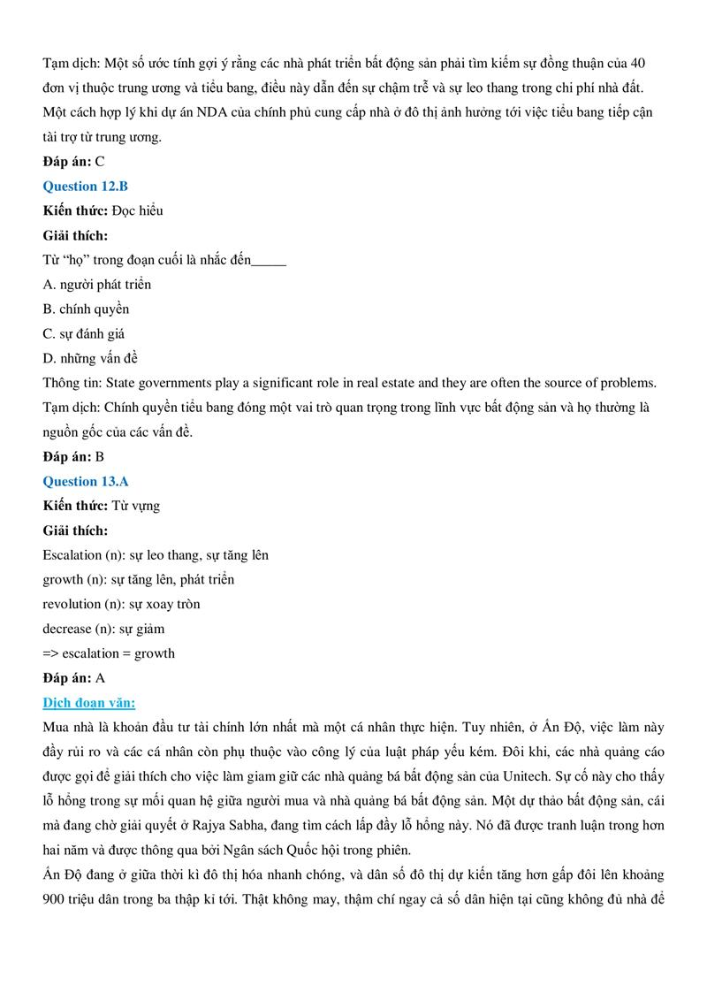 Tạm dịch: Một số ước tính gợi ý rằng các nhà phát triển bất động sản phải tìm kiếm sự đồng thuận của 40
đơn vị thuộc trung ương và tiểu bang, điều này dẫn đến sự chậm trễ và sự leo thang trong chi phí nhà đất.
Một cách hợp lý khi dự án NDA của chính phủ cung cấp nhà ở đô thị ảnh hưởng tới việc tiểu bang tiếp cận
tài trợ từ trung ương.
Đáp án: C
Question 12.B
Kiến thức: Đọc hiểu
Giải thích:
Từ “họ” trong đoạn cuối là nhắc đến_____
A. người phát triển
B. chính quyền
C. sự đánh giá
D. những vấn đề
Thông tin: State governments play a significant role in real estate and they are often the source of problems.
Tạm dịch: Chính quyền tiểu bang đóng một vai trò quan trọng trong lĩnh vực bất động sản và họ thường là
nguồn gốc của các vấn đề.
Đáp án: B
Question 13.A
Kiến thức: Từ vựng
Giải thích:
Escalation (n): sự leo thang, sự tăng lên
growth (n): sự tăng lên, phát triển
revolution (n): sự xoay tròn
decrease (n): sự giảm
=> escalation = growth
Đáp án: A
Dịch đoạn văn:
Mua nhà là khoản đầu tư tài chính lớn nhất mà một cá nhân thực hiện. Tuy nhiên, ở Ấn Độ, việc làm này
đầy rủi ro và các cá nhân còn phụ thuộc vào công lý của luật pháp yếu kém. Đôi khi, các nhà quảng cáo
được gọi để giải thích cho việc làm giam giữ các nhà quảng bá bất động sản của Unitech. Sự cố này cho thấy
lỗ hổng trong sự mối quan hệ giữa người mua và nhà quảng bá bất động sản. Một dự thảo bất động sản, cái
mà đang chờ giải quyết ở Rajya Sabha, đang tìm cách lấp đầy lỗ hổng này. Nó đã được tranh luận trong hơn
hai năm và được thông qua bởi Ngân sách Quốc hội trong phiên.
Ấn Độ đang ở giữa thời kì đô thị hóa nhanh chóng, và dân số đô thị dự kiến tăng hơn gấp đôi lên khoảng
900 triệu dân trong ba thập kỉ tới. Thật không may, thậm chí ngay cả số dân hiện tại cũng không đủ nhà để